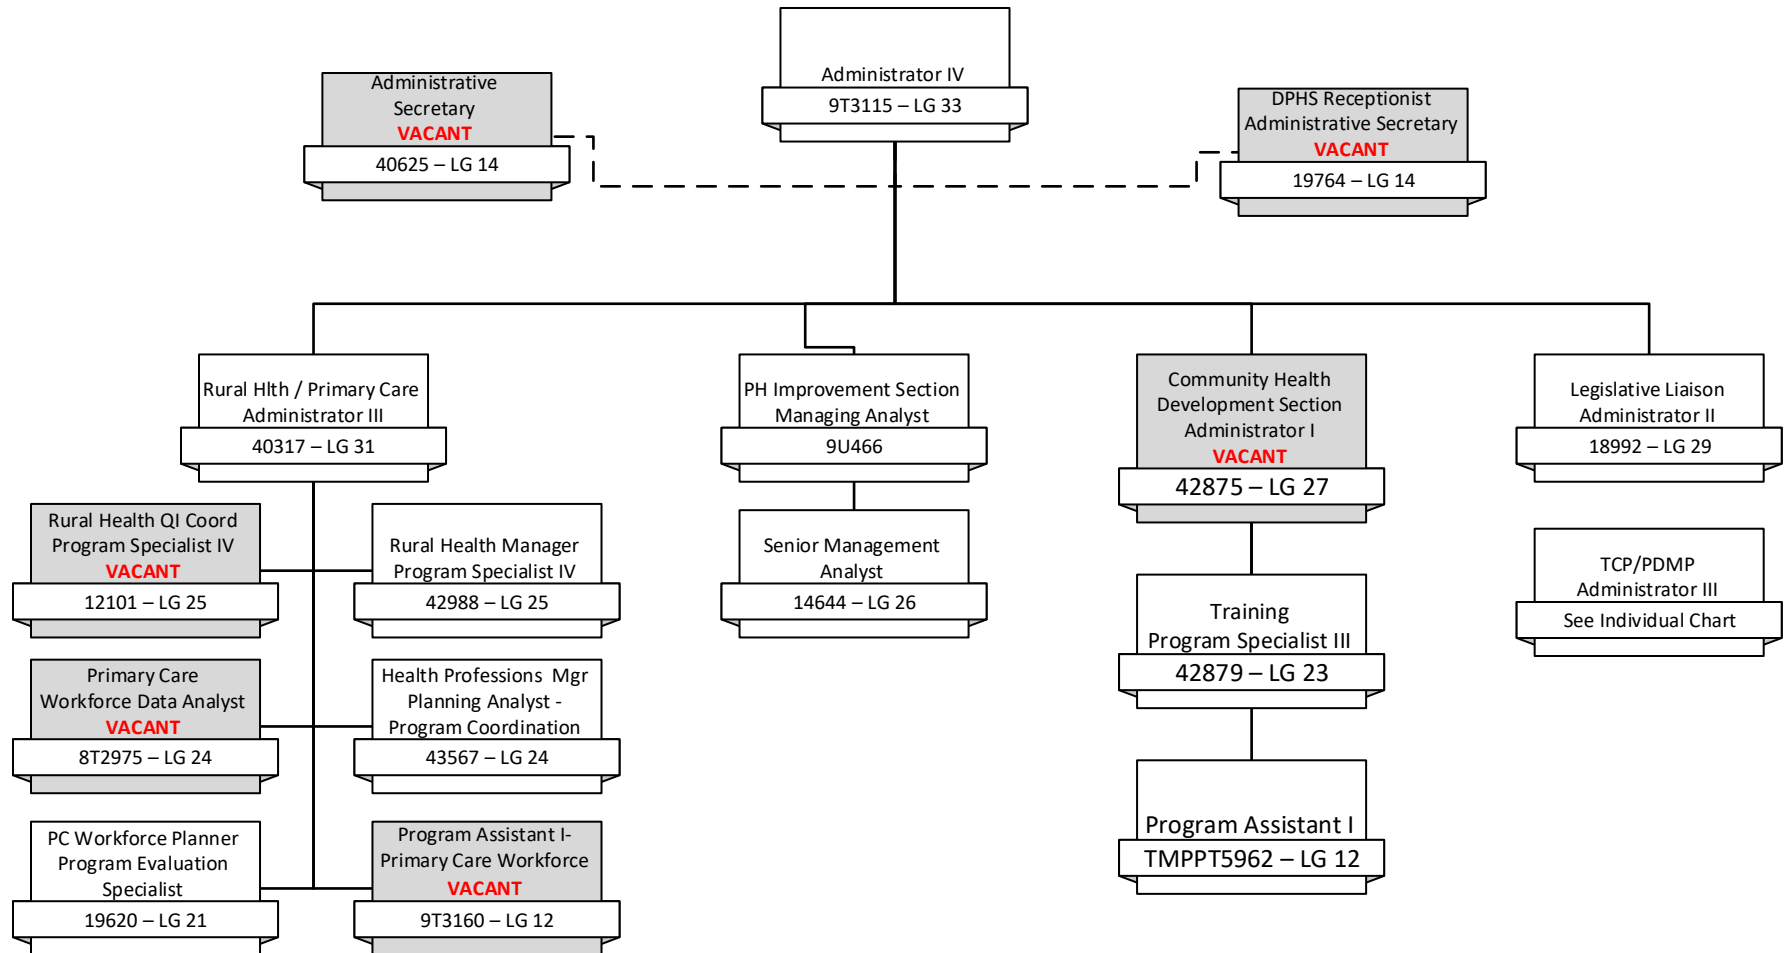 Administrator IV
9T3115 – LG 33
Administrative
Secretary
VACANT
40625 – LG 14
DPHS Receptionist
Administrative Secretary
VACANT
19764 – LG 14
Rural Hlth / Primary Care
Administrator III
40317 – LG 31
PH Improvement Section
Managing Analyst
9U466
Community Health
Development Section
Administrator I
VACANT
42875 – LG 27
Legislative Liaison
Administrator II
18992 – LG 29
Rural Health QI Coord
Program Specialist IV
VACANT
12101 – LG 25
Rural Health Manager
Program Specialist IV
42988 – LG 25
Senior Management
Analyst
14644 – LG 26
Training
Program Specialist III
42879 – LG 23
TCP/PDMP
Administrator III
See Individual Chart
Primary Care
Workforce Data Analyst
VACANT
8T2975 – LG 24
Health Professions  Mgr
Planning Analyst -
Program Coordination
43567 – LG 24
Program Assistant I
TMPPT5962 – LG 12
PC Workforce Planner
Program Evaluation
Specialist
19620 – LG 21
Program Assistant I-
Primary Care Workforce
VACANT
9T3160 – LG 12